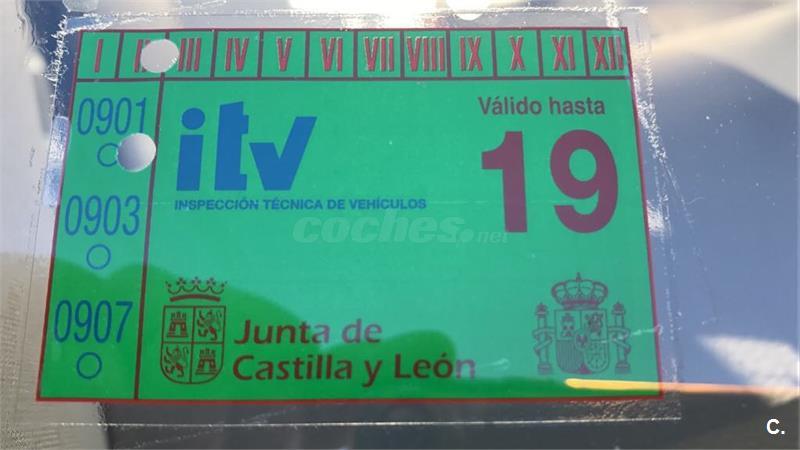 I II III IV V VI VII VIII IX X XI XII
0901
itv
INSPECCIÓN TÉCNICA DE VEHÍCULOS
Válido hasta
19
0903
coches.net
0907
Junta de
Castilla y León
C.